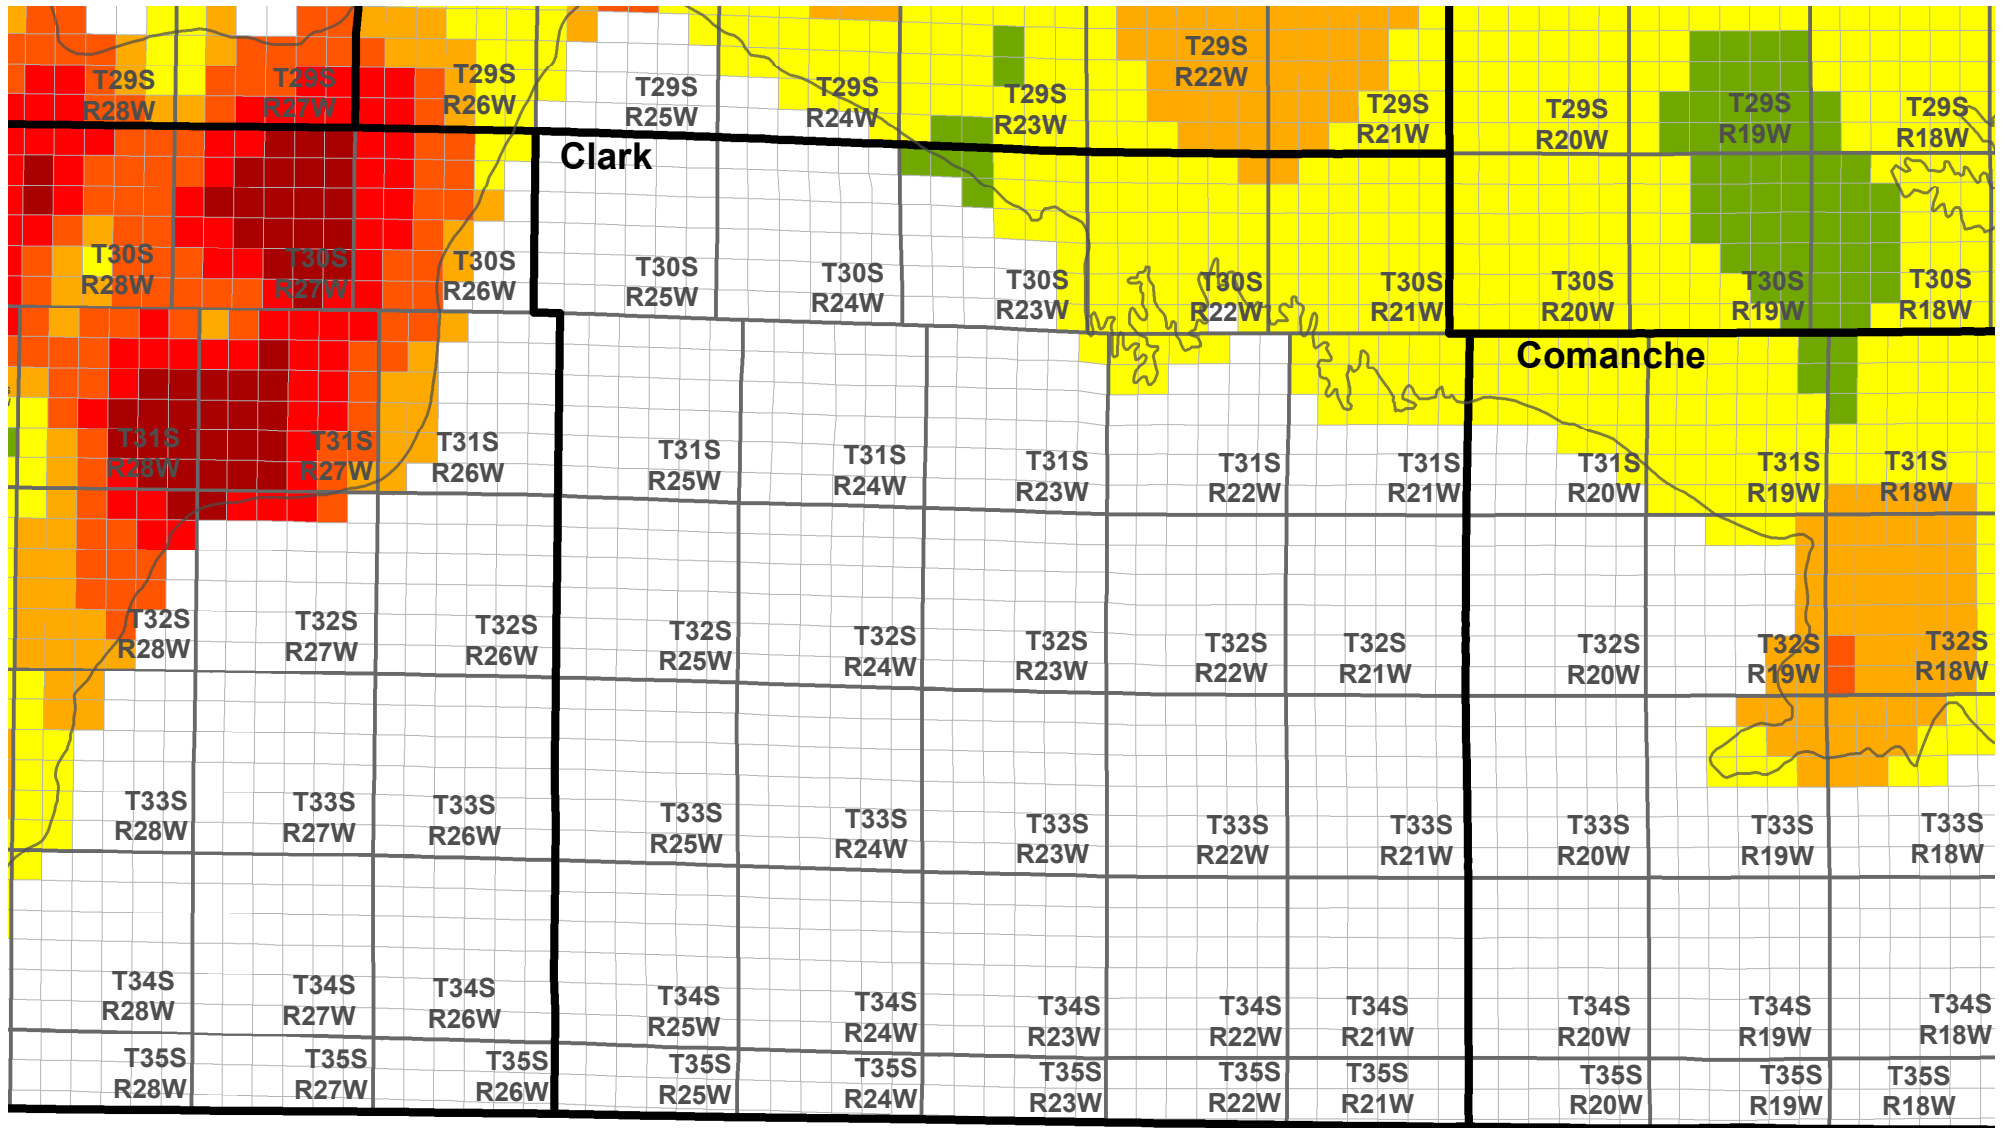 T29S
R28W
T29S
R27W
T29S
R26W
T29S
R25W
T29S
R24W
T29S
R23W
T29S
R22W
T29S
R21W
T29S
R20W
T29S
R19W
T29S
R18W
Clark
T30S
R28W
T30S
R27W
T30S
R26W
T30S
R25W
T30S
R24W
T30S
R23W
T30S
R22W
T30S
R21W
T30S
R20W
T30S
R19W
T30S
R18W
Comanche
T31S
R28W
T31S
R27W
T31S
R26W
T31S
R25W
T31S
R24W
T31S
R23W
T31S
R22W
T31S
R21W
T31S
R20W
T31S
R19W
T31S
R18W
T32S
R28W
T32S
R27W
T32S
R26W
T32S
R25W
T32S
R24W
T32S
R23W
T32S
R22W
T32S
R21W
T32S
R20W
T32S
R19W
T32S
R18W
T33S
R28W
T33S
R27W
T33S
R26W
T33S
R25W
T33S
R24W
T33S
R23W
T33S
R22W
T33S
R21W
T33S
R20W
T33S
R19W
T33S
R18W
T34S
R28W
T34S
R27W
T34S
R26W
T34S
R25W
T34S
R24W
T34S
R23W
T34S
R22W
T34S
R21W
T34S
R20W
T34S
R19W
T34S
R18W
T35S
R28W
T35S
R27W
T35S
R26W
T35S
R25W
T35S
R24W
T35S
R23W
T35S
R22W
T35S
R21W
T35S
R20W
T35S
R19W
T35S
R18W